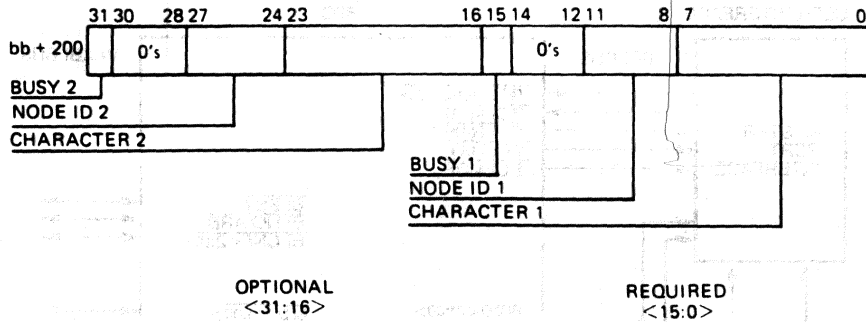 31 30 28 27 24 23 16 15 14 12 11 8 7 0
bb + 200 0's 0's
BUSY 2
NODE ID 2
CHARACTER 2
BUSY 1
NODE ID 1
CHARACTER 1
OPTIONAL REQUIRED
<31:16> <15:0>